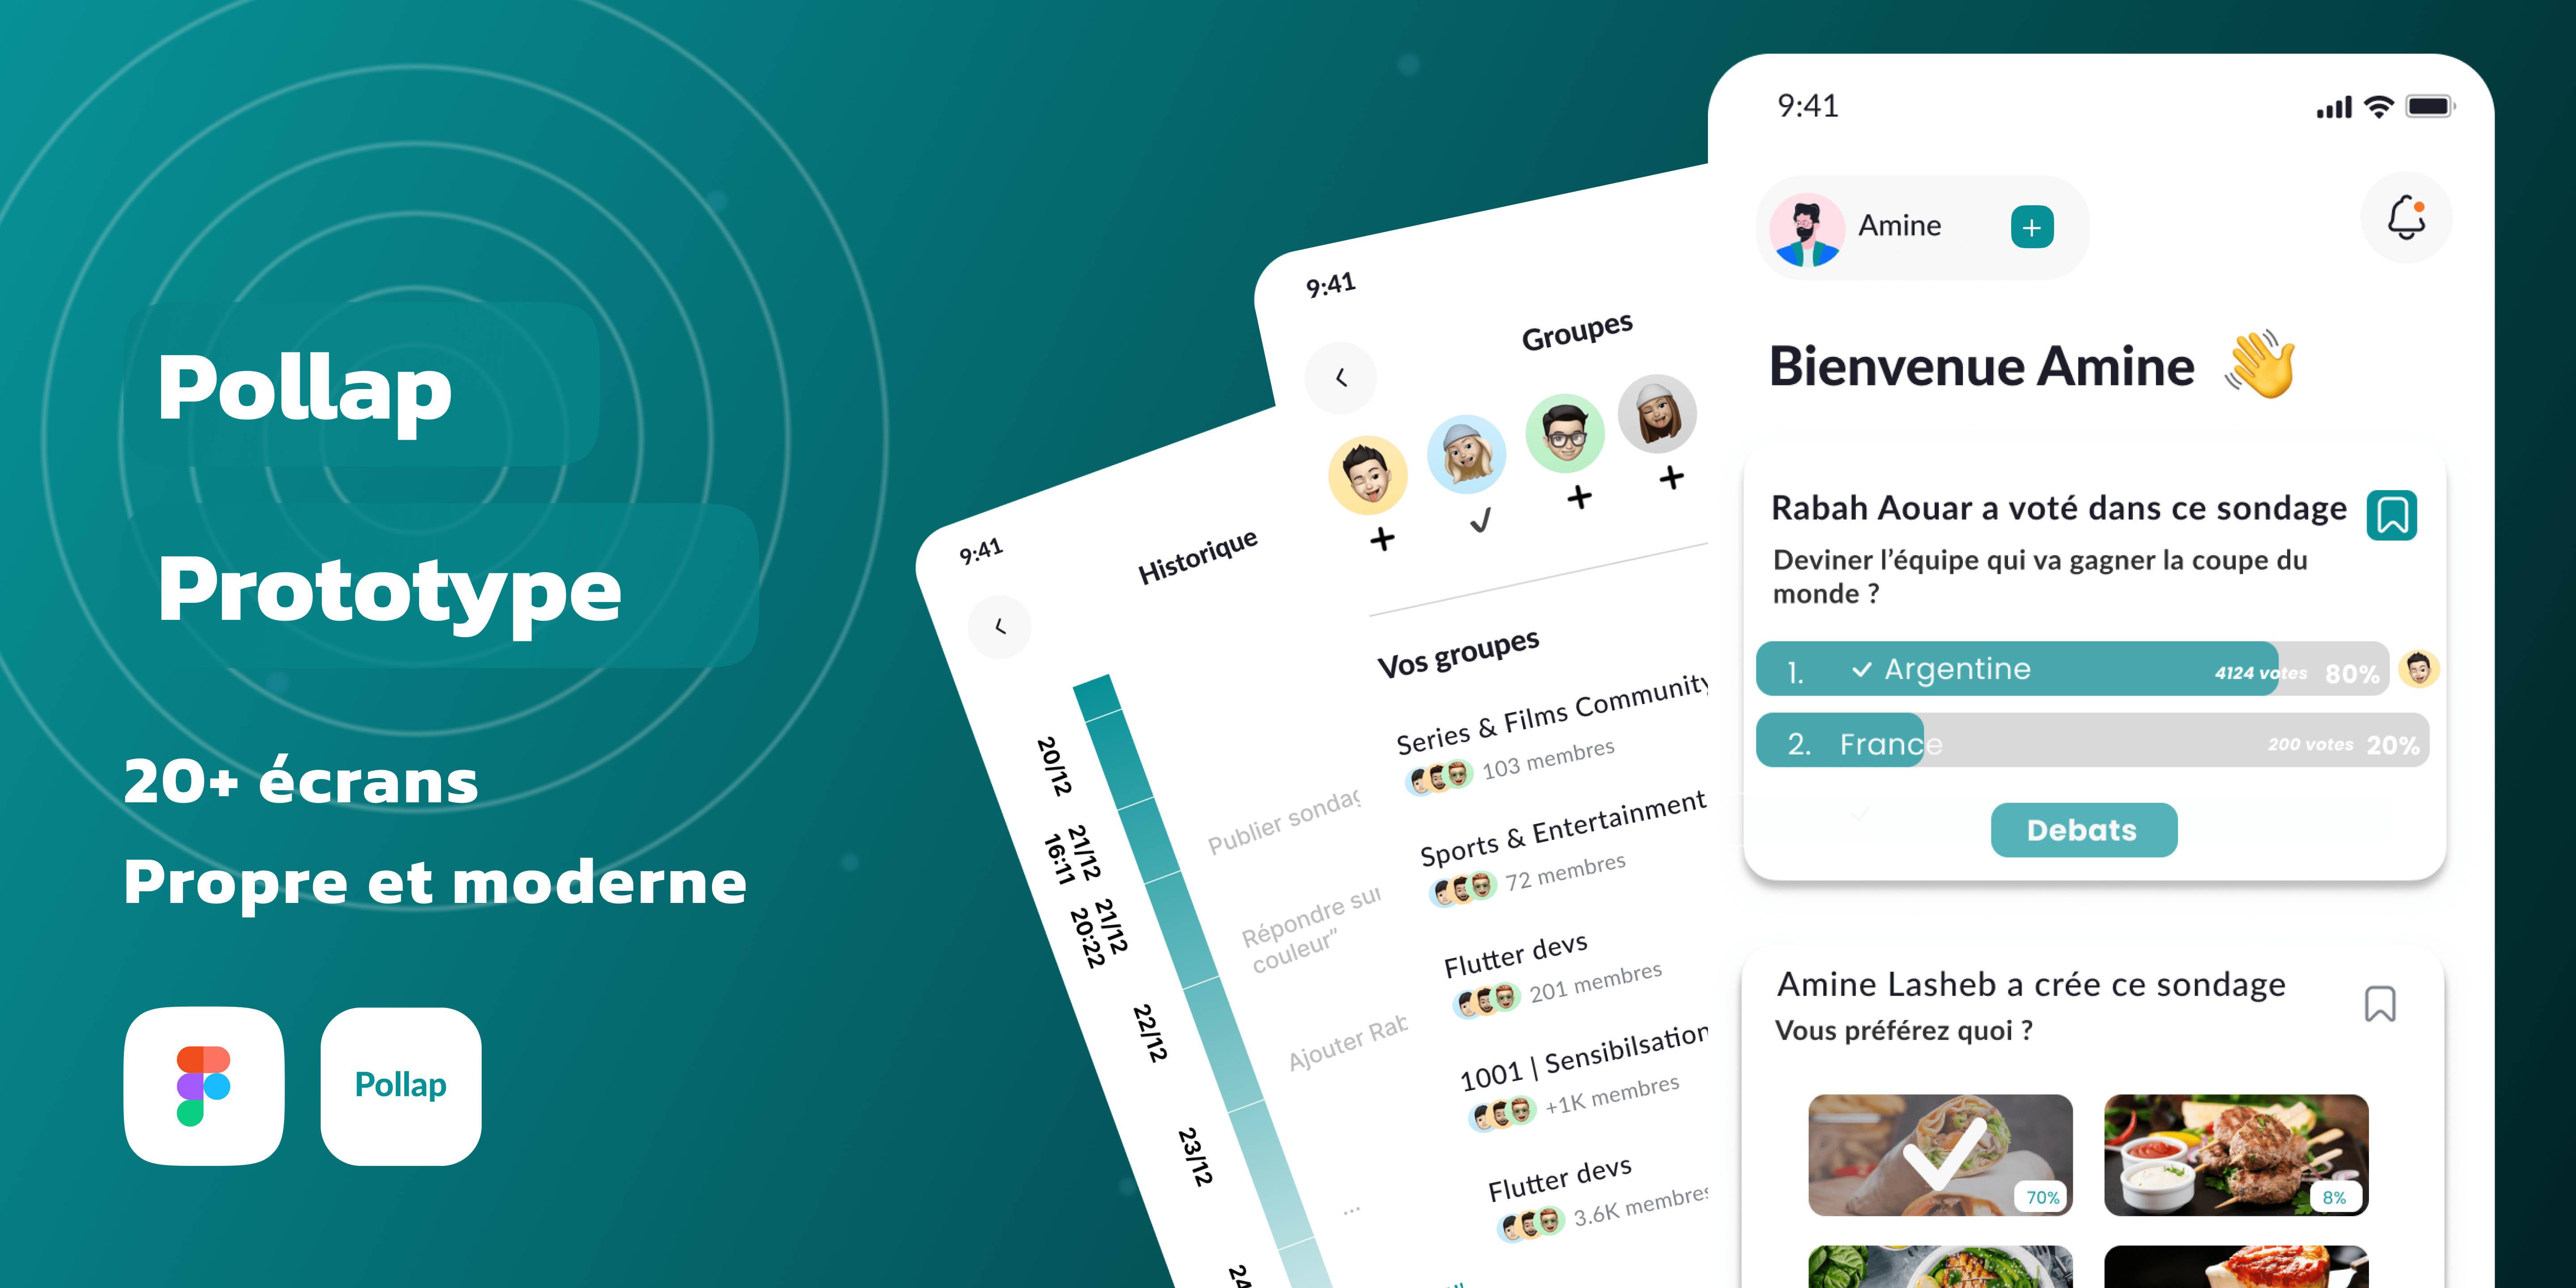 Pollap
Prototype
20+ écrans
Propre et moderne
Pollap
9:41
Historique
20/12
21/12
16:11
21/12
20:22
22/12
23/12
24
Publier sondag
Répondre sur
couleur”
Ajouter Rab
...
9:41
Groupes
Vos groupes
Series & Films Community
103 membres
Sports & Entertainment
72 membres
Flutter devs
201 membres
1001 | Sensibilsation
+1K membres
Flutter devs
3.6K membres
9:41
Amine
Bienvenue Amine
Rabah Aouar a voté dans ce sondage
Deviner l’équipe qui va gagner la coupe du
monde ?
1. Argentine 4124 votes 80%
2. France 200 votes 20%
Debats
Amine Lasheb a crée ce sondage
Vous préférez quoi ?
70%
8%